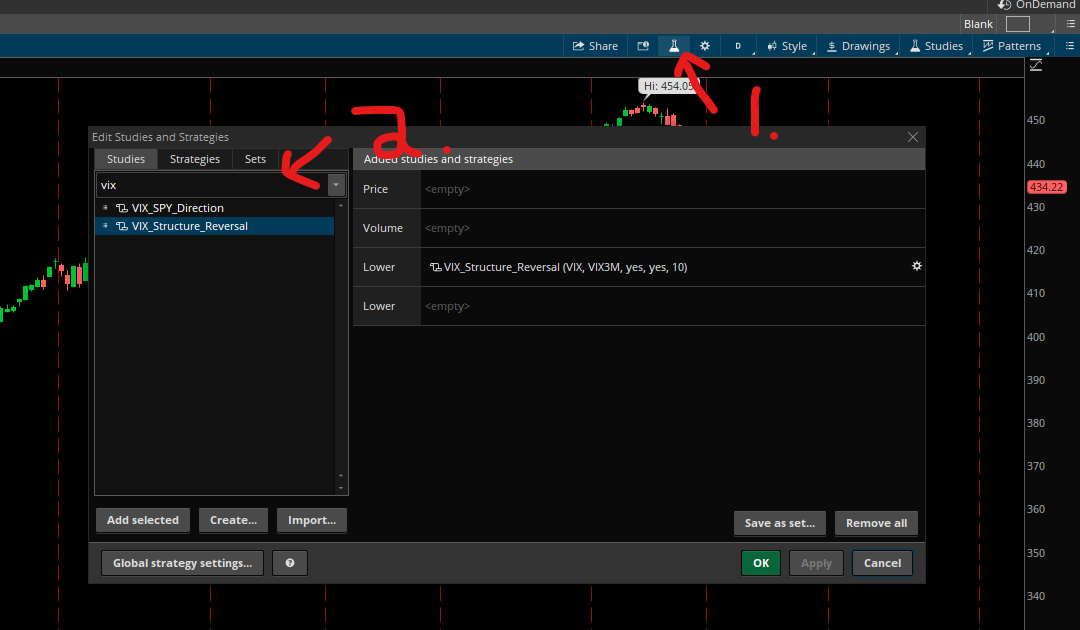 OnDemand
Blank
Share D Style Drawings Studies Patterns
Hi: 454.05
1.
2.
Edit Studies and Strategies
Studies Strategies Sets
vix
VIX_SPY_Direction
VIX_Structure_Reversal
Added studies and strategies
Price <empty>
Volume <empty>
Lower VIX_Structure_Reversal (VIX, VIX3M, yes, yes, 10)
Lower <empty>
Add selected Create... Import...
Save as set... Remove all
Global strategy settings... ?
OK Apply Cancel
450
440
434.22
430
420
410
400
390
380
370
360
350
340